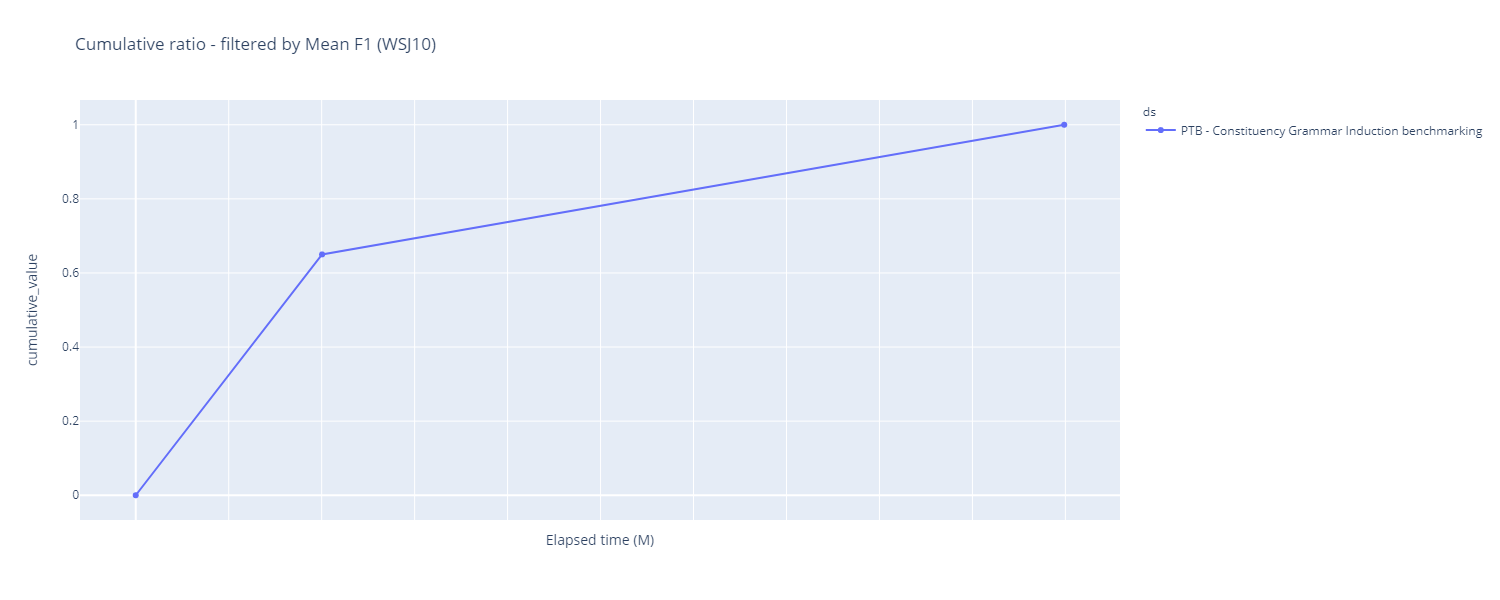 Cumulative ratio - filtered by Mean F1 (WSJ10)
ds
PTB - Constituency Grammar Induction benchmarking
1
0.8
0.6
0.4
0.2
0
cumulative_value
Elapsed time (M)